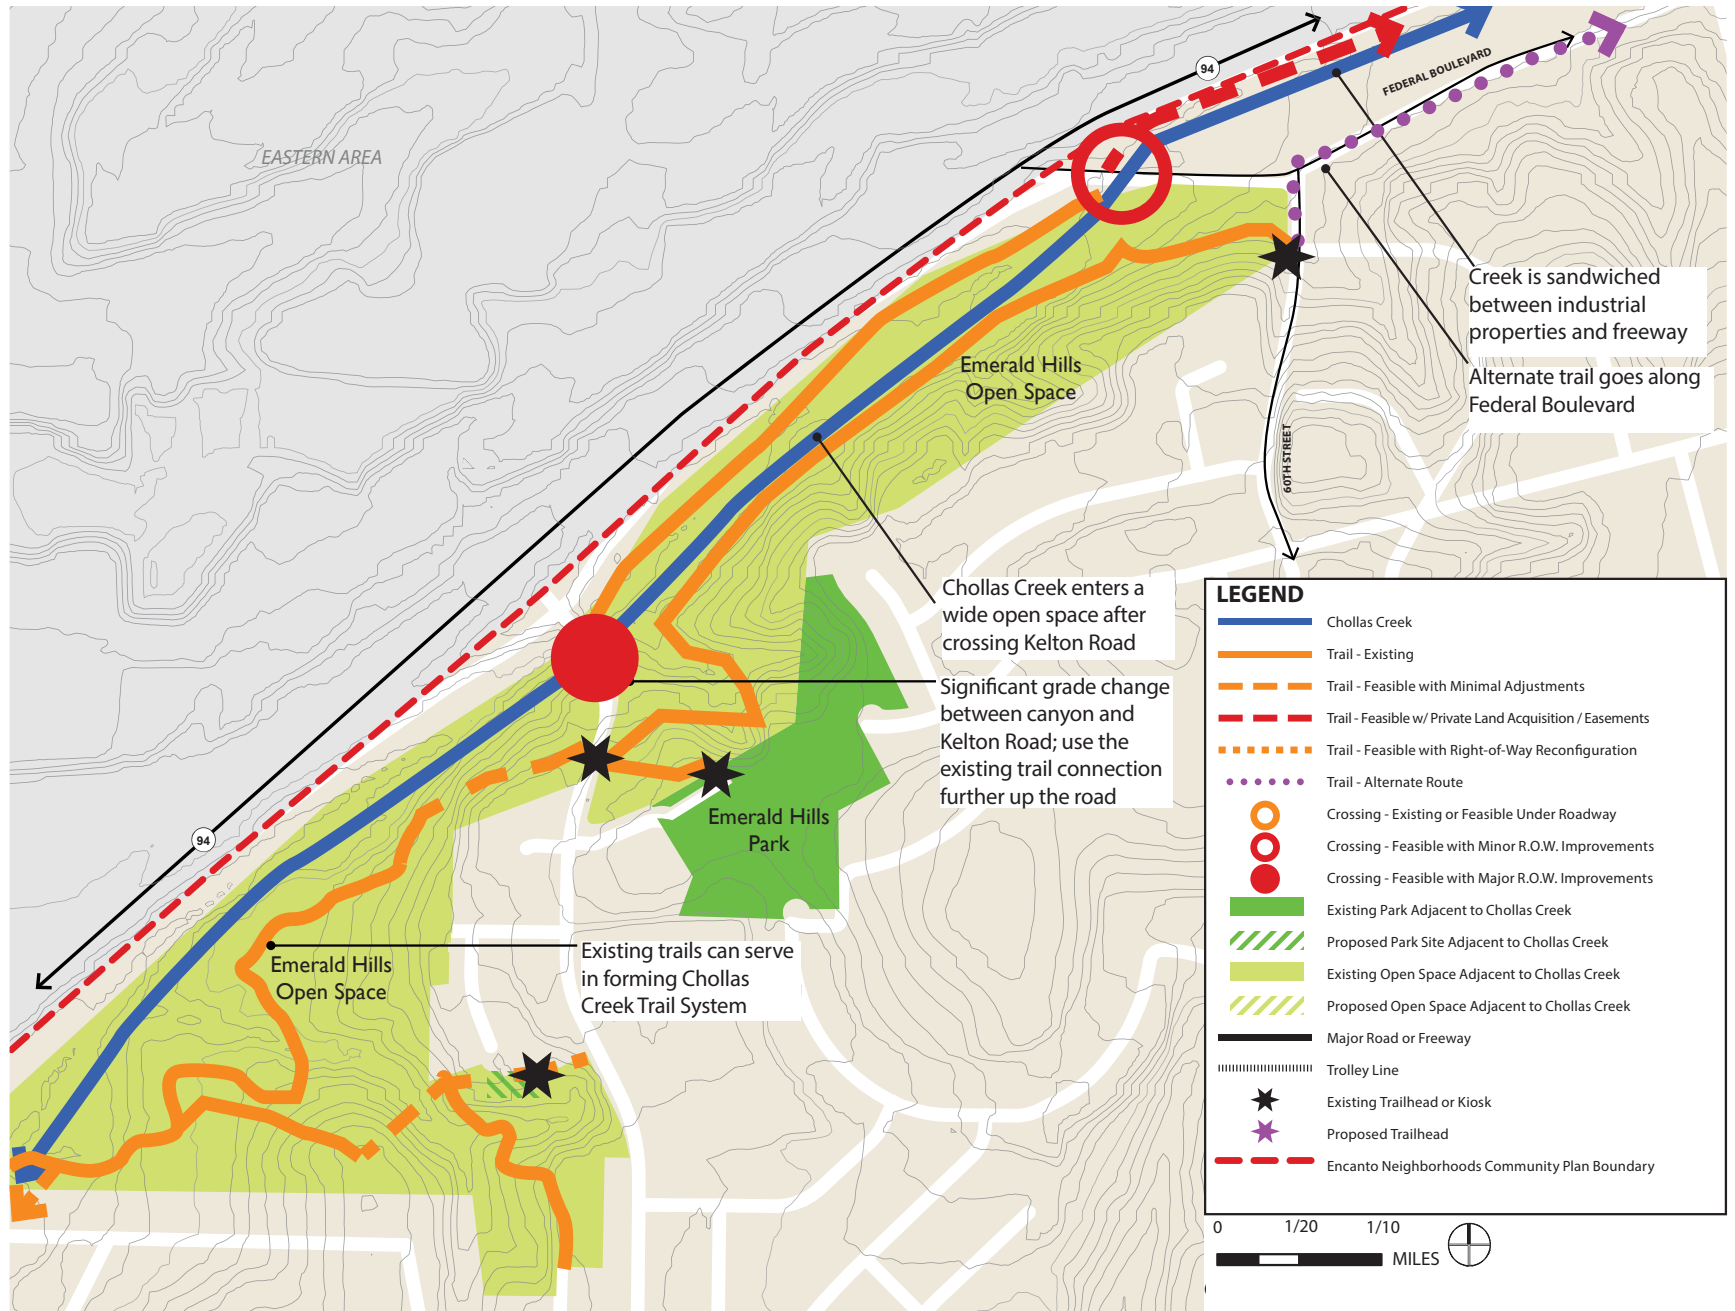 94
FEDERAL BOULEVARD
EASTERN AREA
Creek is sandwiched
between industrial
properties and freeway
Alternate trail goes along
Federal Boulevard
Emerald Hills
Open Space
60TH STREET
Chollas Creek enters a
wide open space after
crossing Kelton Road
Significant grade change
between canyon and
Kelton Road; use the
existing trail connection
further up the road
Emerald Hills
Park
94
Existing trails can serve
in forming Chollas
Creek Trail System
Emerald Hills
Open Space
LEGEND
Chollas Creek
Trail - Existing
Trail - Feasible with Minimal Adjustments
Trail - Feasible w/ Private Land Acquisition / Easements
Trail - Feasible with Right-of-Way Reconfiguration
Trail - Alternate Route
Crossing - Existing or Feasible Under Roadway
Crossing - Feasible with Minor R.O.W. Improvements
Crossing - Feasible with Major R.O.W. Improvements
Existing Park Adjacent to Chollas Creek
Proposed Park Site Adjacent to Chollas Creek
Existing Open Space Adjacent to Chollas Creek
Proposed Open Space Adjacent to Chollas Creek
Major Road or Freeway
Trolley Line
Existing Trailhead or Kiosk
Proposed Trailhead
Encanto Neighborhoods Community Plan Boundary
0 1/20 1/10
MILES